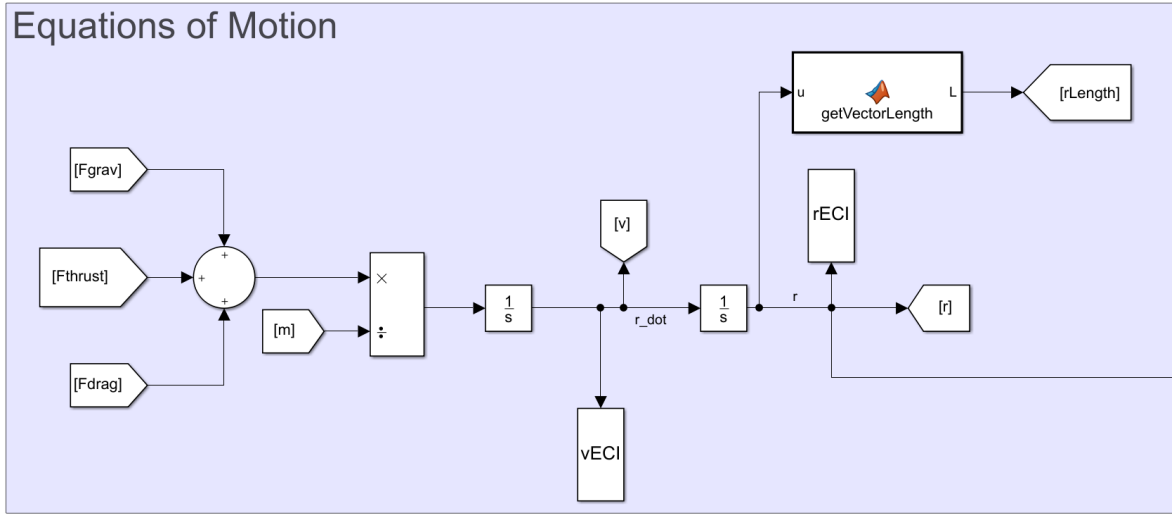 Equations of Motion
u
L
getVectorLength
[rLength]
[Fgrav]
rECI
[v]
+
[Fthrust]
+
+
×
1
s
1
s
r
[r]
r_dot
[m]
÷
[Fdrag]
vECI